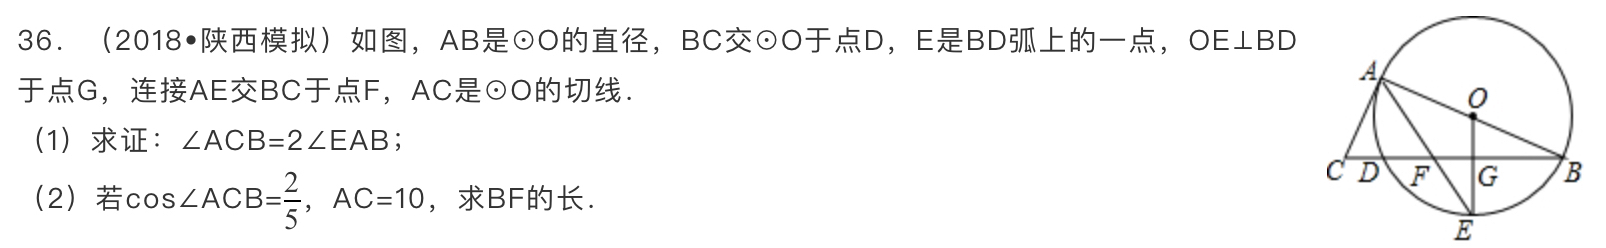 36．（2018•陕西模拟）如图，AB是⊙O的直径，BC交⊙O于点D，E是BD弧上的一点，OE⊥BD
于点G，连接AE交BC于点F，AC是⊙O的切线．
（1）求证：∠ACB=2∠EAB；
（2）若cos∠ACB=2/5，AC=10，求BF的长．
A
O
C D F G B
E